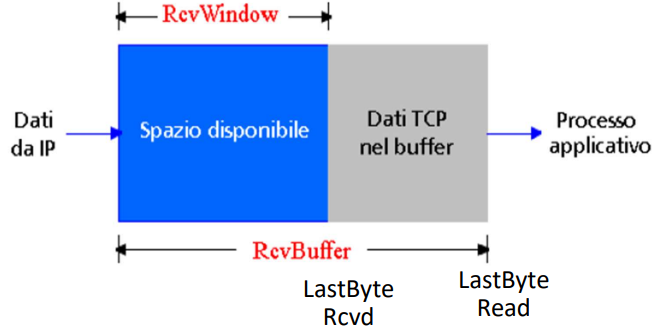 RcvWindow
Dati
da IP
Spazio disponibile
Dati TCP
nel buffer
Processo
applicativo
RcvBuffer
LastByte
Rcvd
LastByte
Read